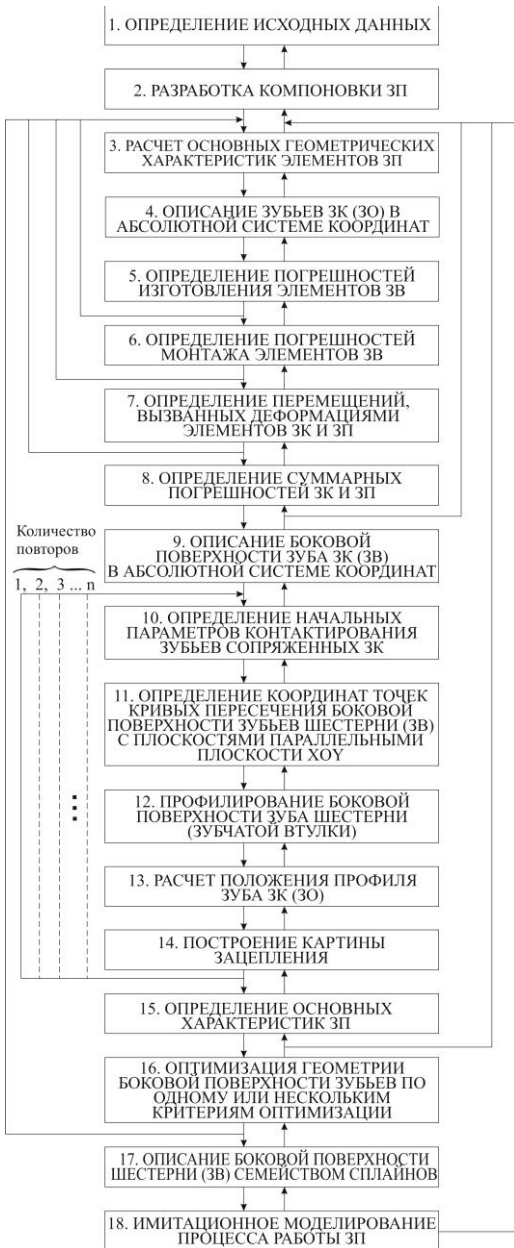 1. ОПРЕДЕЛЕНИЕ ИСХОДНЫХ ДАННЫХ
2. РАЗРАБОТКА КОМПОНОВКИ ЗП
3. РАСЧЕТ ОСНОВНЫХ ГЕОМЕТРИЧЕСКИХ
ХАРАКТЕРИСТИК ЭЛЕМЕНТОВ ЗП
4. ОПИСАНИЕ ЗУБЬЕВ ЗК (ЗО) В
АБСОЛЮТНОЙ СИСТЕМЕ КООРДИНАТ
5. ОПРЕДЕЛЕНИЕ ПОГРЕШНОСТЕЙ
ИЗГОТОВЛЕНИЯ ЭЛЕМЕНТОВ ЗВ
6. ОПРЕДЕЛЕНИЕ ПОГРЕШНОСТЕЙ
МОНТАЖА ЭЛЕМЕНТОВ ЗВ
7. ОПРЕДЕЛЕНИЕ ПЕРЕМЕЩЕНИЙ,
ВЫЗВАННЫХ ДЕФОРМАЦИЯМИ
ЭЛЕМЕНТОВ ЗК И ЗП
8. ОПРЕДЕЛЕНИЕ СУММАРНЫХ
ПОГРЕШНОСТЕЙ ЗК И ЗП
Количество
повторов
1, 2, 3 ... n
9. ОПИСАНИЕ БОКОВОЙ
ПОВЕРХНОСТИ ЗУБА ЗК (ЗВ)
В АБСОЛЮТНОЙ СИСТЕМЕ КООРДИНАТ
10. ОПРЕДЕЛЕНИЕ НАЧАЛЬНЫХ
ПАРАМЕТРОВ КОНТАКТИРОВАНИЯ
ЗУБЬЕВ СОПРЯЖЕННЫХ ЗК
11. ОПРЕДЕЛЕНИЕ КООРДИНАТ ТОЧЕК
КРИВЫХ ПЕРЕСЕЧЕНИЯ БОКОВОЙ
ПОВЕРХНОСТИ ЗУБЬЕВ ШЕСТЕРНИ (ЗВ)
С ПЛОСКОСТЯМИ ПАРАЛЛЕЛЬНЫМИ
ПЛОСКОСТИ XOY
12. ПРОФИЛИРОВАНИЕ БОКОВОЙ
ПОВЕРХНОСТИ ЗУБА ШЕСТЕРНИ
(ЗУБЧАТОЙ ВТУЛКИ)
13. РАСЧЕТ ПОЛОЖЕНИЯ ПРОФИЛЯ
ЗУБА ЗК (ЗО)
14. ПОСТРОЕНИЕ КАРТИНЫ
ЗАЦЕПЛЕНИЯ
15. ОПРЕДЕЛЕНИЕ ОСНОВНЫХ
ХАРАКТЕРИСТИК ЗП
16. ОПТИМИЗАЦИЯ ГЕОМЕТРИИ
БОКОВОЙ ПОВЕРХНОСТИ ЗУБЬЕВ ПО
ОДНОМУ ИЛИ НЕСКОЛЬКИМ
КРИТЕРИЯМ ОПТИМИЗАЦИИ
17. ОПИСАНИЕ БОКОВОЙ ПОВЕРХНОСТИ
ШЕСТЕРНИ (ЗВ) СЕМЕЙСТВОМ СПЛАЙНОВ
18. ИМИТАЦИОННОЕ МОДЕЛИРОВАНИЕ
ПРОЦЕССА РАБОТЫ ЗП